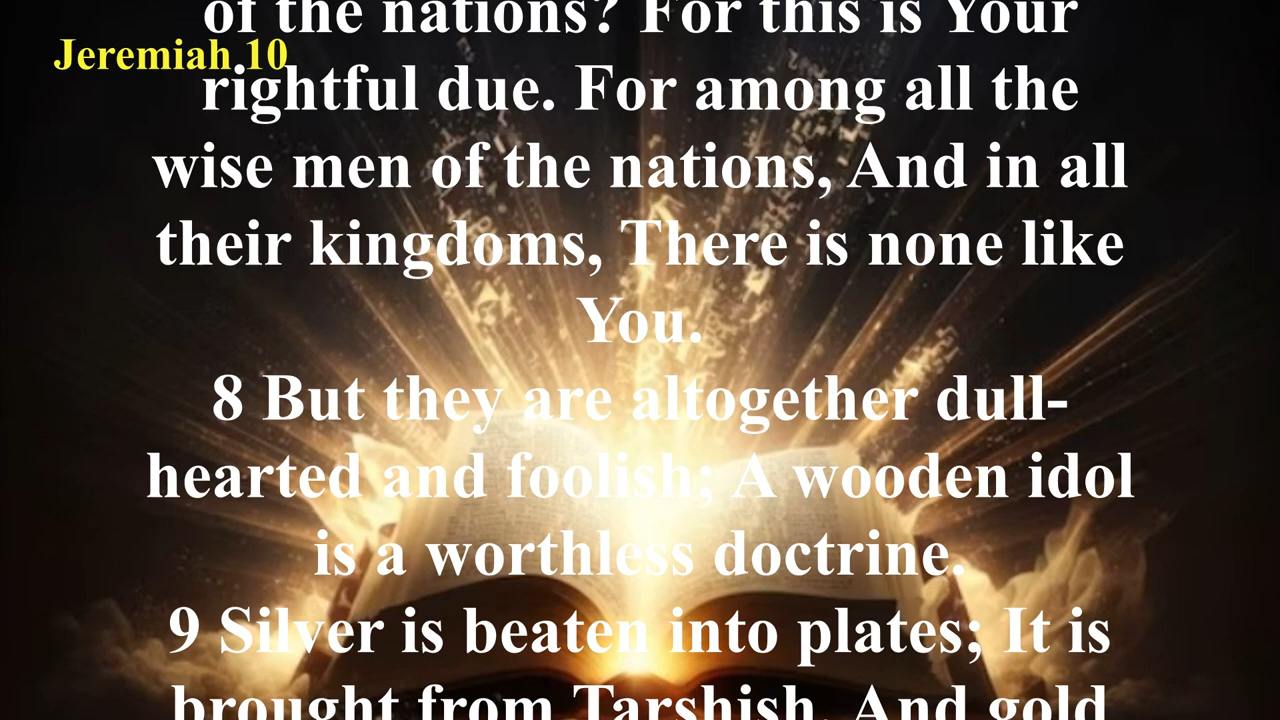 of the nations? For this is Your
Jeremiah 10
rightful due. For among all the
wise men of the nations, And in all
their kingdoms, There is none like
You.
8 But they are altogether dull-
hearted and foolish; A wooden idol
is a worthless doctrine.
9 Silver is beaten into plates; It is
brought from Tarshish, And gold